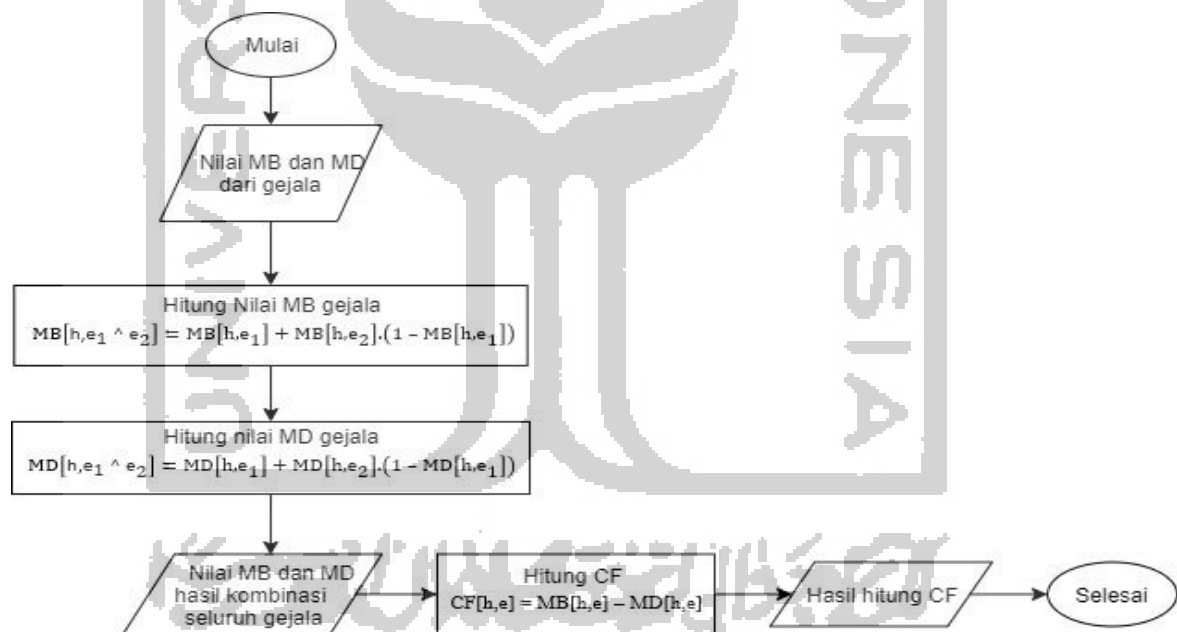 Mulai
Nilai MB dan MD
dari gejala
Hitung Nilai MB gejala
MB[h,e₁ ^ e₂] = MB[h,e₁] + MB[h,e₂].(1 – MB[h,e₁])
Hitung nilai MD gejala
MD[h,e₁ ^ e₂] = MD[h,e₁] + MD[h,e₂].(1 – MD[h,e₁])
Nilai MB dan MD
hasil kombinasi
seluruh gejala
Hitung CF
CF[h,e] = MB[h,e] – MD[h,e]
Hasil hitung CF
Selesai